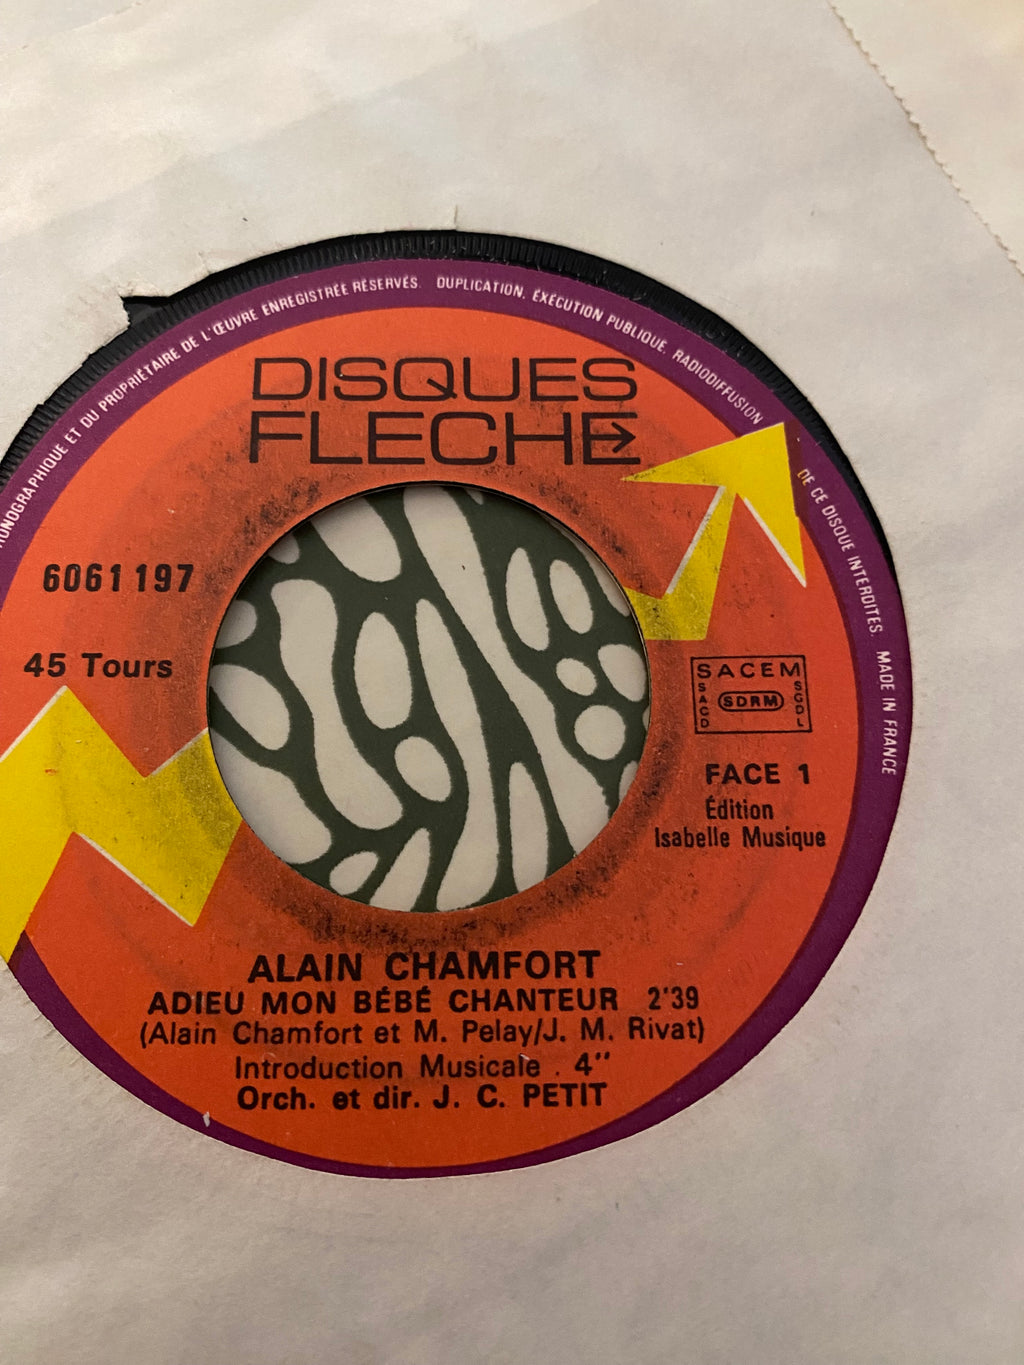 PHONOGRAPHIQUE ET DU PROPRIÉTAIRE DE L'ŒUVRE ENREGISTRÉE RÉSERVÉS. DUPLICATION, EXÉCUTION PUBLIQUE, RADIODIFFUSION DE CE DISQUE INTERDITES. MADE IN FRANCE
DISQUES
FLECHE
6061 197
45 Tours
SACEM
SACD
SDRM
SGDL
FACE 1
Édition
Isabelle Musique
ALAIN CHAMFORT
ADIEU MON BÉBÉ CHANTEUR 2'39
(Alain Chamfort et M. Pelay/J. M. Rivat)
Introduction Musicale . 4"
Orch. et dir. J. C. PETIT